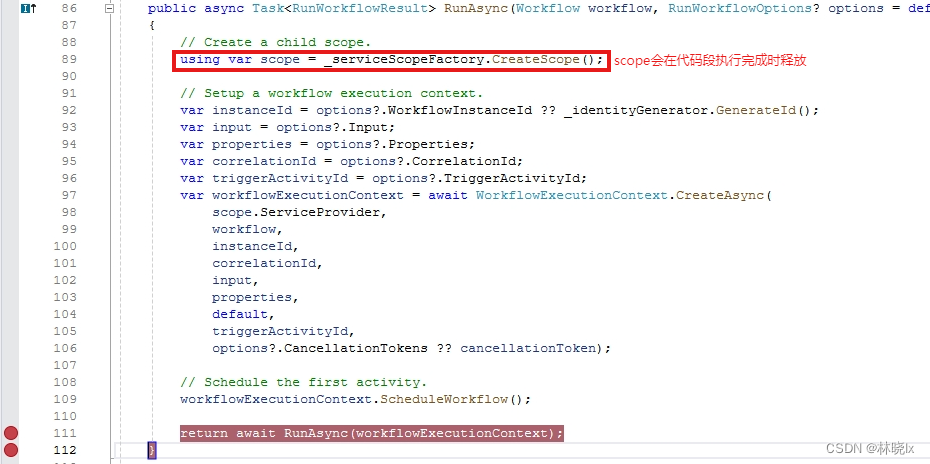 86 public async Task<RunWorkflowResult> RunAsync(Workflow workflow, RunWorkflowOptions? options = def
87 {
88 // Create a child scope.
89 using var scope = _serviceScopeFactory.CreateScope(); scope会在代码段执行完成时释放
90
91 // Setup a workflow execution context.
92 var instanceId = options?.WorkflowInstanceId ?? _identityGenerator.GenerateId();
93 var input = options?.Input;
94 var properties = options?.Properties;
95 var correlationId = options?.CorrelationId;
96 var triggerActivityId = options?.TriggerActivityId;
97 var workflowExecutionContext = await WorkflowExecutionContext.CreateAsync(
98 scope.ServiceProvider,
99 workflow,
100 instanceId,
101 correlationId,
102 input,
103 properties,
104 default,
105 triggerActivityId,
106 options?.CancellationTokens ?? cancellationToken);
107
108 // Schedule the first activity.
109 workflowExecutionContext.ScheduleWorkflow();
110
111 return await RunAsync(workflowExecutionContext);
112 }
CSDN @林晓lx